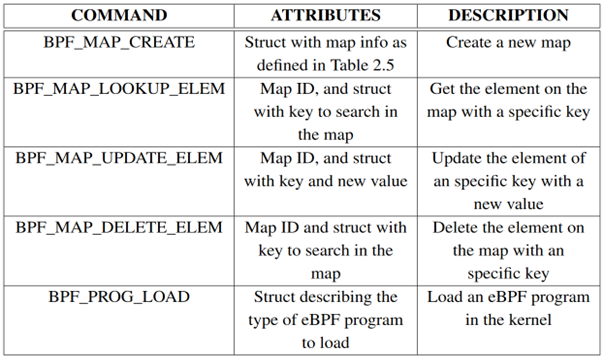 COMMAND ATTRIBUTES DESCRIPTION
BPF_MAP_CREATE Struct with map info as Create a new map
defined in Table 2.5
BPF_MAP_LOOKUP_ELEM Map ID, and struct Get the element on the
with key to search in map with a specific key
the map
BPF_MAP_UPDATE_ELEM Map ID, and struct Update the element of
with key and new value an specific key with a
new value
BPF_MAP_DELETE_ELEM Map ID and struct with Delete the element on
key to search in the the map with an
map specific key
BPF_PROG_LOAD Struct describing the Load an eBPF program
type of eBPF program in the kernel
to load